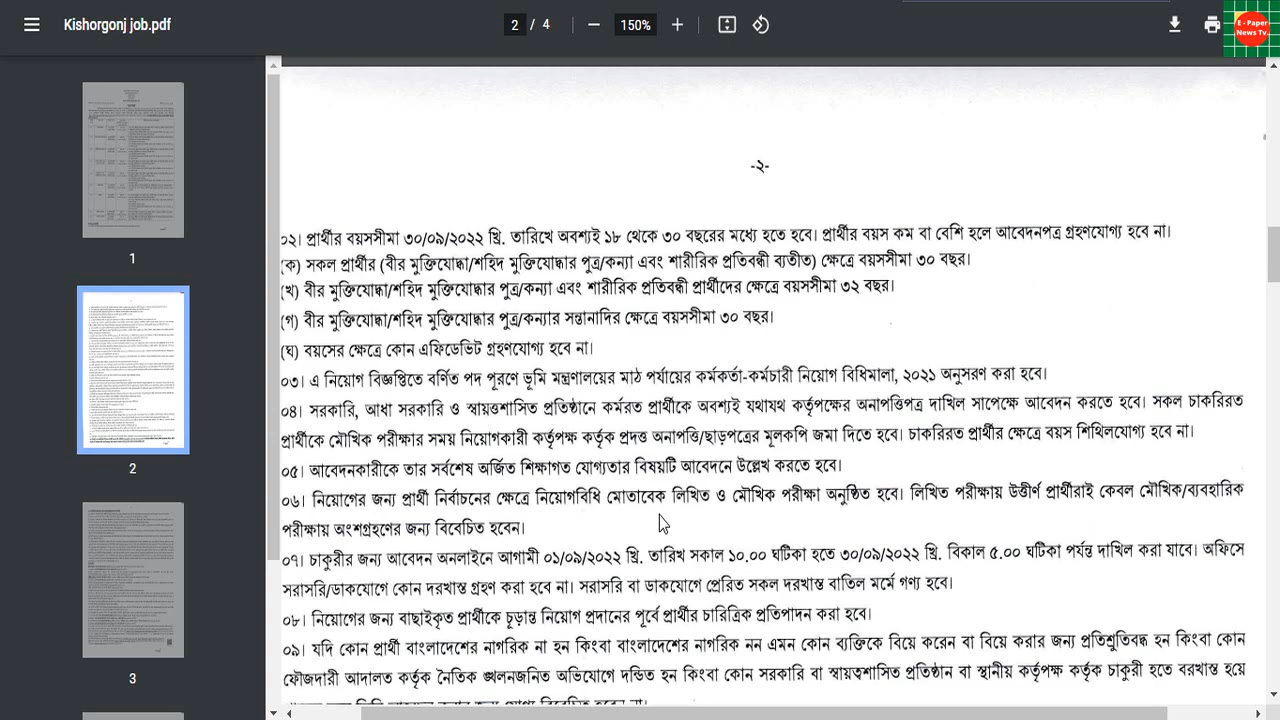 Kishorgonj job.pdf
2 / 4
150%
E - Paper
News Tv.
-২-
০২। প্রার্থীর বয়সসীমা ৩০/০৯/২০২২ খ্রি. তারিখে অবশ্যই ১৮ থেকে ৩০ বছরের মধ্যে হতে হবে। প্রার্থীর বয়স কম বা বেশি হলে আবেদনপত্র গ্রহণযোগ্য হবে না।
(ক) সকল প্রার্থীর (বীর মুক্তিযোদ্ধা/শহিদ মুক্তিযোদ্ধার পুত্র/কন্যা এবং শারীরিক প্রতিবন্ধী ব্যতীত) ক্ষেত্রে বয়সসীমা ৩০ বছর।
(খ) বীর মুক্তিযোদ্ধা/শহিদ মুক্তিযোদ্ধার পুত্র/কন্যা এবং শারীরিক প্রতিবন্ধী প্রার্থীদের ক্ষেত্রে বয়সসীমা ৩২ বছর।
(গ) বীর মুক্তিযোদ্ধা/শহিদ মুক্তিযোদ্ধার পুত্র/কন্যার সন্তানাদির ক্ষেত্রে বয়সসীমা ৩০ বছর।
(ঘ) বয়সের ক্ষেত্রে কোন এফিডেভিট গ্রহণযোগ্য হবে না।
০৩। এ নিয়োগ বিজ্ঞপ্তিতে বর্ণিত পদ পূরণে ভূমি মন্ত্রণালয়ের মাঠ পর্যায়ের কর্মকর্তা-কর্মচারী নিয়োগ বিধিমালা, ২০২১ অনুসরণ করা হবে।
০৪। সরকারি, আধা সরকারি ও স্বায়ত্তশাসিত প্রতিষ্ঠানে কর্মরত প্রার্থীকে অবশ্যই যথাযথ কর্তৃপক্ষের অনাপত্তিপত্র দাখিল সাপেক্ষে আবেদন করতে হবে। সকল চাকরিরত
প্রার্থীকে মৌখিক পরীক্ষার সময় নিয়োগকারী কর্তৃপক্ষ কর্তৃক প্রদত্ত অনাপত্তি/ছাড়পত্রের মূলকপি জমা দিতে হবে। চাকরিরত প্রার্থীর ক্ষেত্রে বয়স শিথিলযোগ্য হবে না।
০৫। আবেদনকারীকে তার সর্বশেষ অর্জিত শিক্ষাগত যোগ্যতার বিষয়টি আবেদনে উল্লেখ করতে হবে।
০৬। নিয়োগের জন্য প্রার্থী নির্বাচনের ক্ষেত্রে নিয়োগবিধি মোতাবেক লিখিত ও মৌখিক পরীক্ষা অনুষ্ঠিত হবে। লিখিত পরীক্ষায় উত্তীর্ণ প্রার্থীরাই কেবল মৌখিক/ব্যবহারিক
পরীক্ষায় অংশগ্রহণের জন্য বিবেচিত হবেন।
০৭। চাকুরীর জন্য আবেদন অনলাইনে আগামী ০১/০৯/২০২২ খ্রি. তারিখ সকাল ১০.০০ ঘটিকা হতে ৩০/০৯/২০২২ খ্রি. বিকাল ৫.০০ ঘটিকা পর্যন্ত দাখিল করা যাবে। অফিসে
সরাসরি/ডাকযোগে কোন দরখাস্ত গ্রহণ করা হবে না। সরাসরি বা ডাকযোগে প্রেরিত সকল দরখাস্ত বাতিল মর্মে গণ্য হবে।
০৮। নিয়োগের জন্য বাছাইকৃত প্রার্থীকে চূড়ান্ত নিয়োগ প্রদানের পূর্বে প্রার্থীর চারিত্রিক প্রতিপাদন করা হবে।
০৯। যদি কোন প্রার্থী বাংলাদেশের নাগরিক না হন কিংবা বাংলাদেশের নাগরিক নন এমন কোন ব্যক্তিকে বিয়ে করেন বা বিয়ে করার জন্য প্রতিশ্রুতিবদ্ধ হন কিংবা কোন
ফৌজদারী আদালত কর্তৃক নৈতিক স্খলনজনিত অভিযোগে দন্ডিত হন কিংবা কোন সরকারি বা স্বায়ত্বশাসিত প্রতিষ্ঠান বা স্থানীয় কর্তৃপক্ষ কর্তৃক চাকুরী হতে বরখাস্ত হয়ে
1
2
3